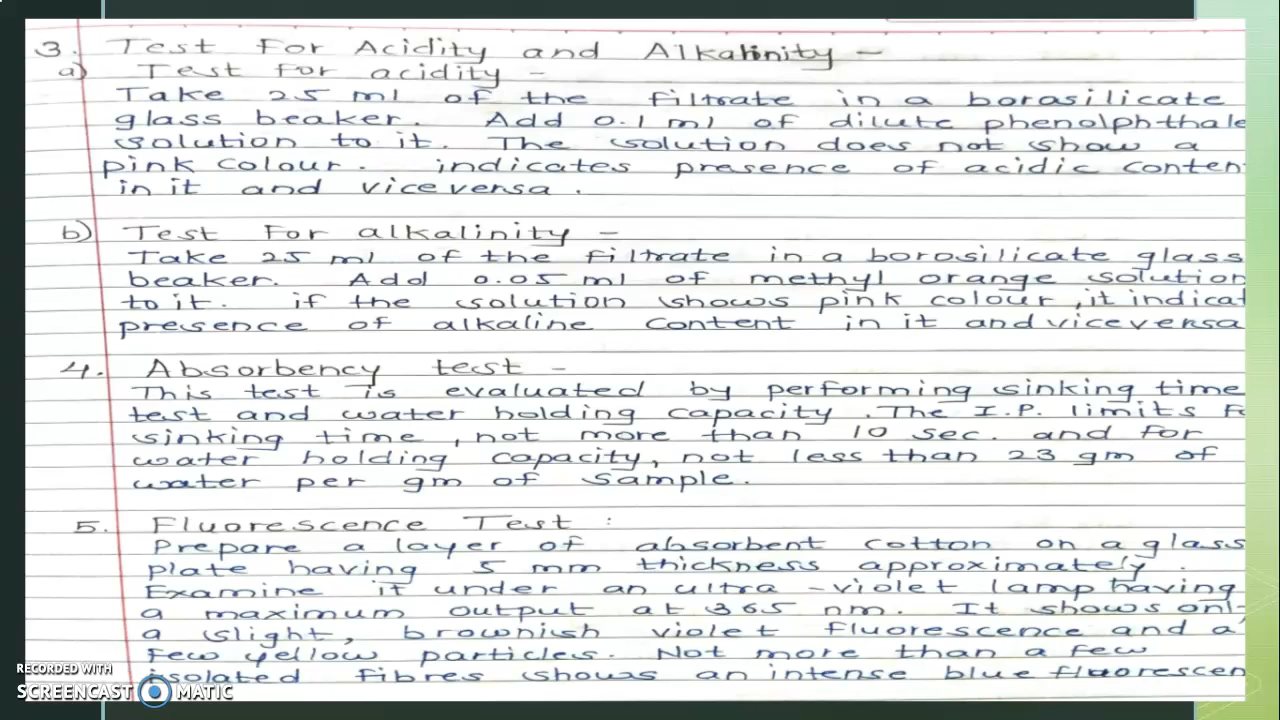 3. Test For Acidity and Alkalinity -
a) Test for acidity -
Take 25 ml of the filtrate in a borasilicate
glass beaker. Add 0.1 ml of dilute phenolphthale
solution to it. The solution does not show a
pink colour. indicates presence of acidic conten
in it and viceversa.
b) Test For alkalinity -
Take 25 ml of the filtrate in a borosilicate glass
beaker. Add 0.05 ml of methyl orange solution
to it. if the solution shows pink colour, it indicat
presence of alkaline content in it and viceversa
4. Absorbency test -
This test is evaluated by performing sinking time
test and water holding capacity. The I.P. limits fo
sinking time, not more than 10 sec. and for
water holding capacity, not less than 23 gm of
water per gm of sample.
5. Fluorescence Test :
Prepare a layer of absorbent cotton on a glass
plate having 5 mm thickness approximately.
Examine it under an ultra-violet lamp having
a maximum output at 365 nm. It shows onl
a slight, brownish violet fluorescence and a
few yellow particles. Not more than a few
isolated fibres shows an intense blue fluorescen
RECORDED WITH
SCREENCAST MATIC